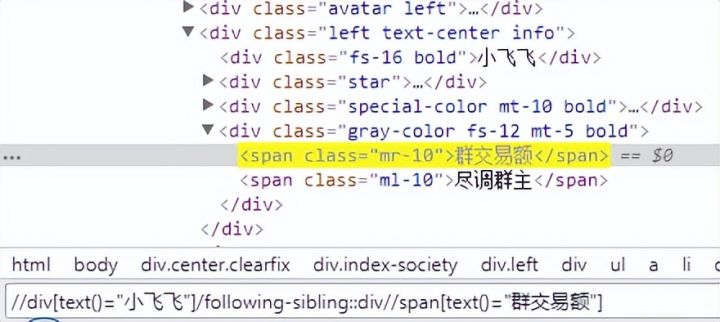 ▶<div class="avatar left">…</div>
▼<div class="left text-center info">
<div class="fs-16 bold">小飞飞</div>
▶<div class="star">…</div>
▶<div class="special-color mt-10 bold">…</div>
▼<div class="gray-color fs-12 mt-5 bold">
… <span class="mr-10">群交易额</span> == $0
<span class="ml-10">尽调群主</span>
</div>
</div>
html body div.center.clearfix div.index-society div.left div ul a li d
//div[text()="小飞飞"]/following-sibling::div//span[text()="群交易额"]